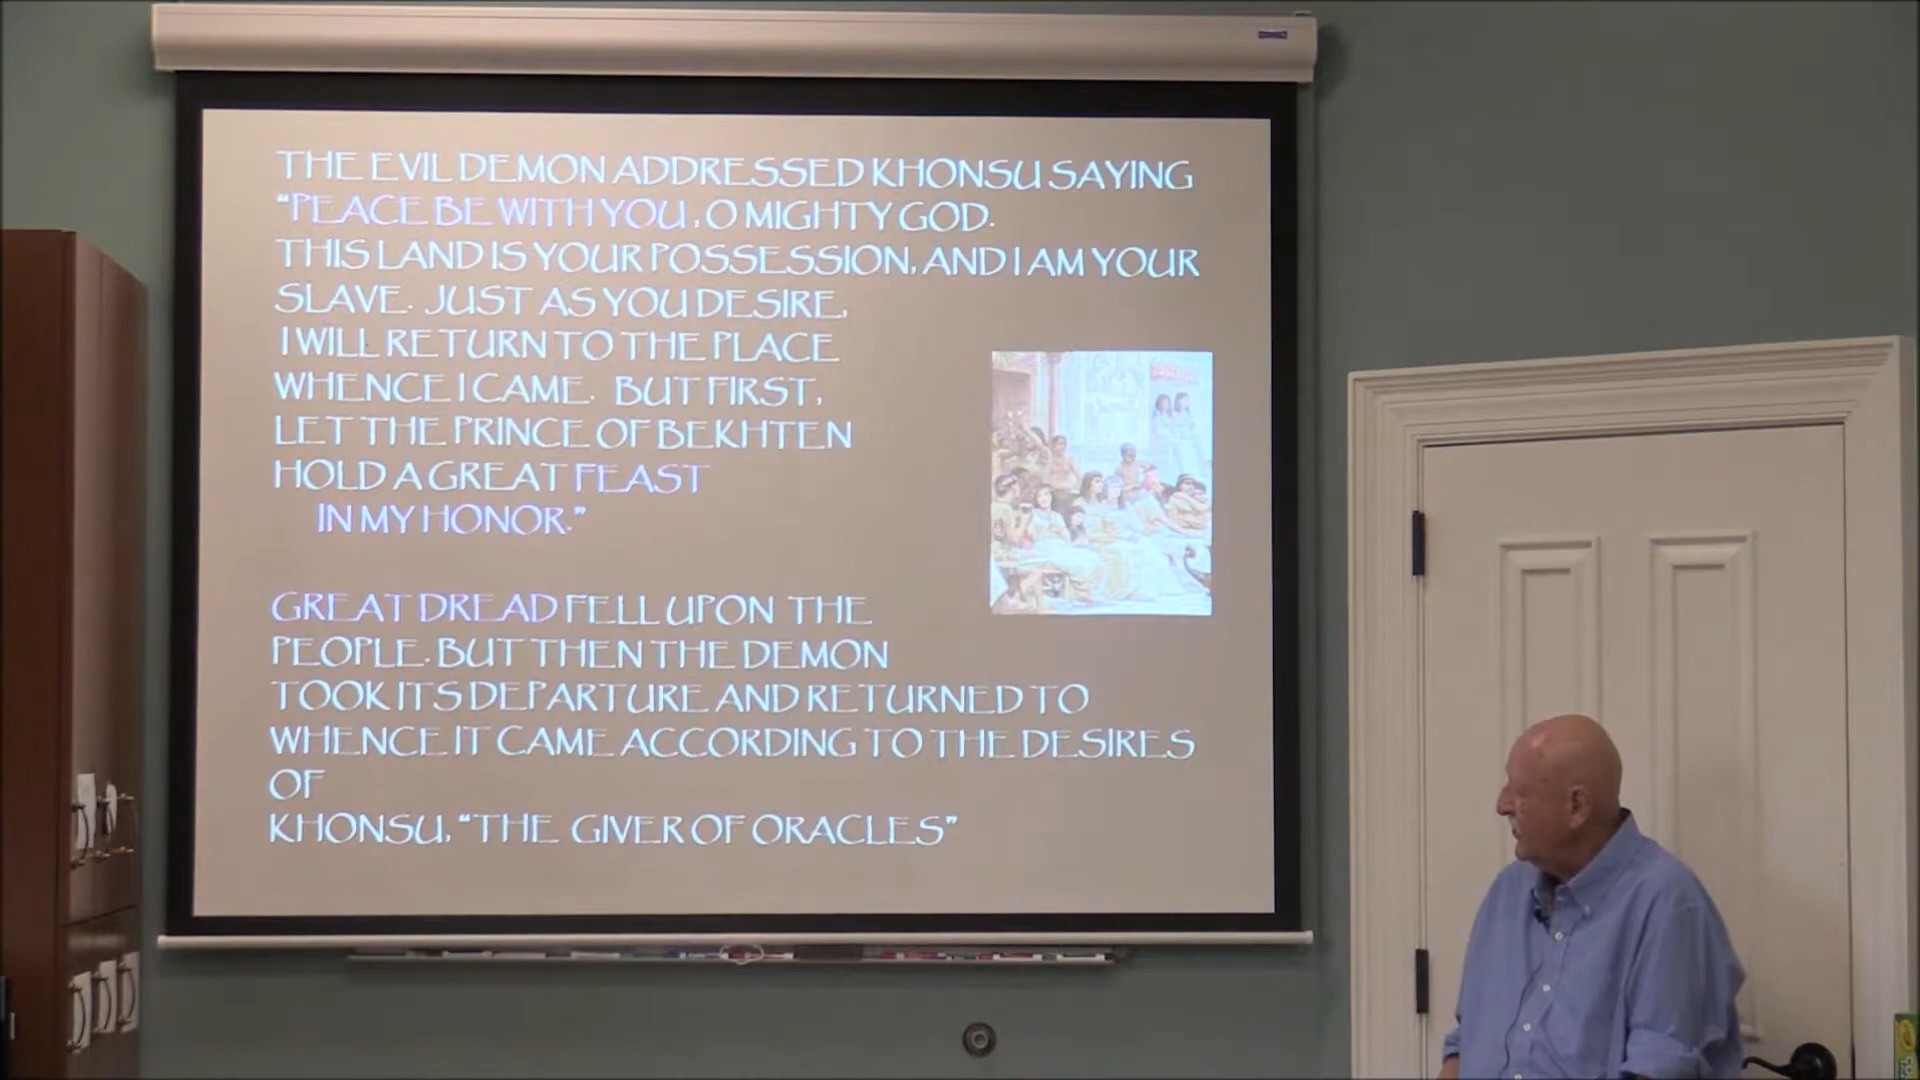 THE EVIL DEMON ADDRESSED KHONSU SAYING
“PEACE BE WITH YOU , O MIGHTY GOD.
THIS LAND IS YOUR POSSESSION, AND I AM YOUR
SLAVE. JUST AS YOU DESIRE,
I WILL RETURN TO THE PLACE
WHENCE I CAME. BUT FIRST,
LET THE PRINCE OF BEKHTEN
HOLD A GREAT FEAST
IN MY HONOR.”
GREAT DREAD FELL UPON THE
PEOPLE. BUT THEN THE DEMON
TOOK ITS DEPARTURE AND RETURNED TO
WHENCE IT CAME ACCORDING TO THE DESIRES
OF
KHONSU, “THE GIVER OF ORACLES”